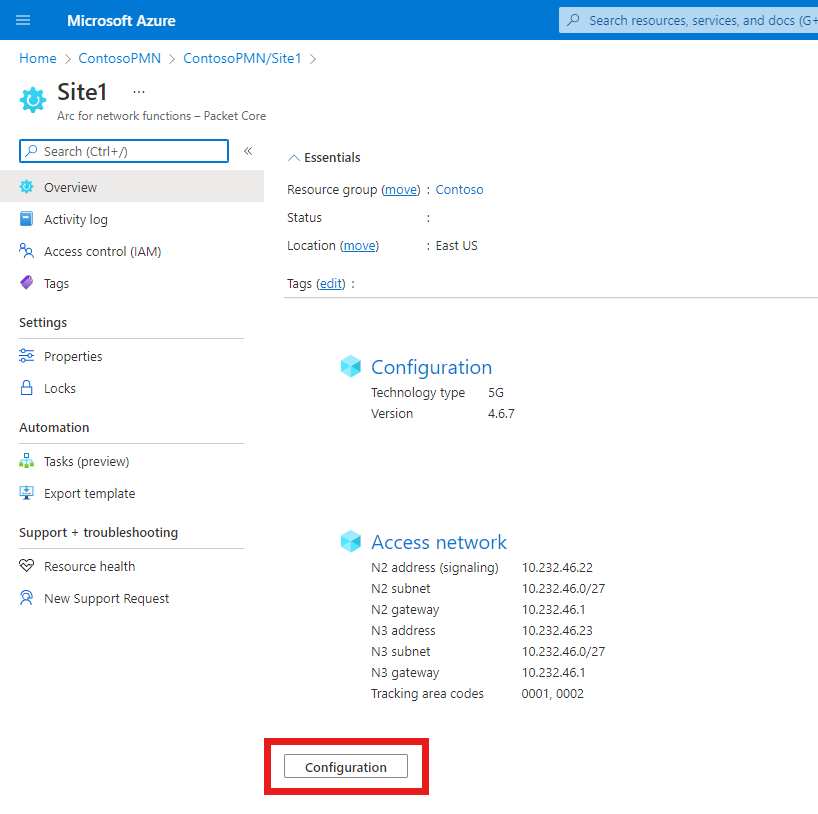 Microsoft Azure
Search resources, services, and docs (G+
Home > ContosoPMN > ContosoPMN/Site1 >
Site1 ...
Arc for network functions – Packet Core
Search (Ctrl+/) «
Overview
Activity log
Access control (IAM)
Tags
Settings
Properties
Locks
Automation
Tasks (preview)
Export template
Support + troubleshooting
Resource health
New Support Request
Essentials
Resource group (move) : Contoso
Status :
Location (move) : East US
Tags (edit) :
Configuration
Technology type 5G
Version 4.6.7
Access network
N2 address (signaling) 10.232.46.22
N2 subnet 10.232.46.0/27
N2 gateway 10.232.46.1
N3 address 10.232.46.23
N3 subnet 10.232.46.0/27
N3 gateway 10.232.46.1
Tracking area codes 0001, 0002
Configuration